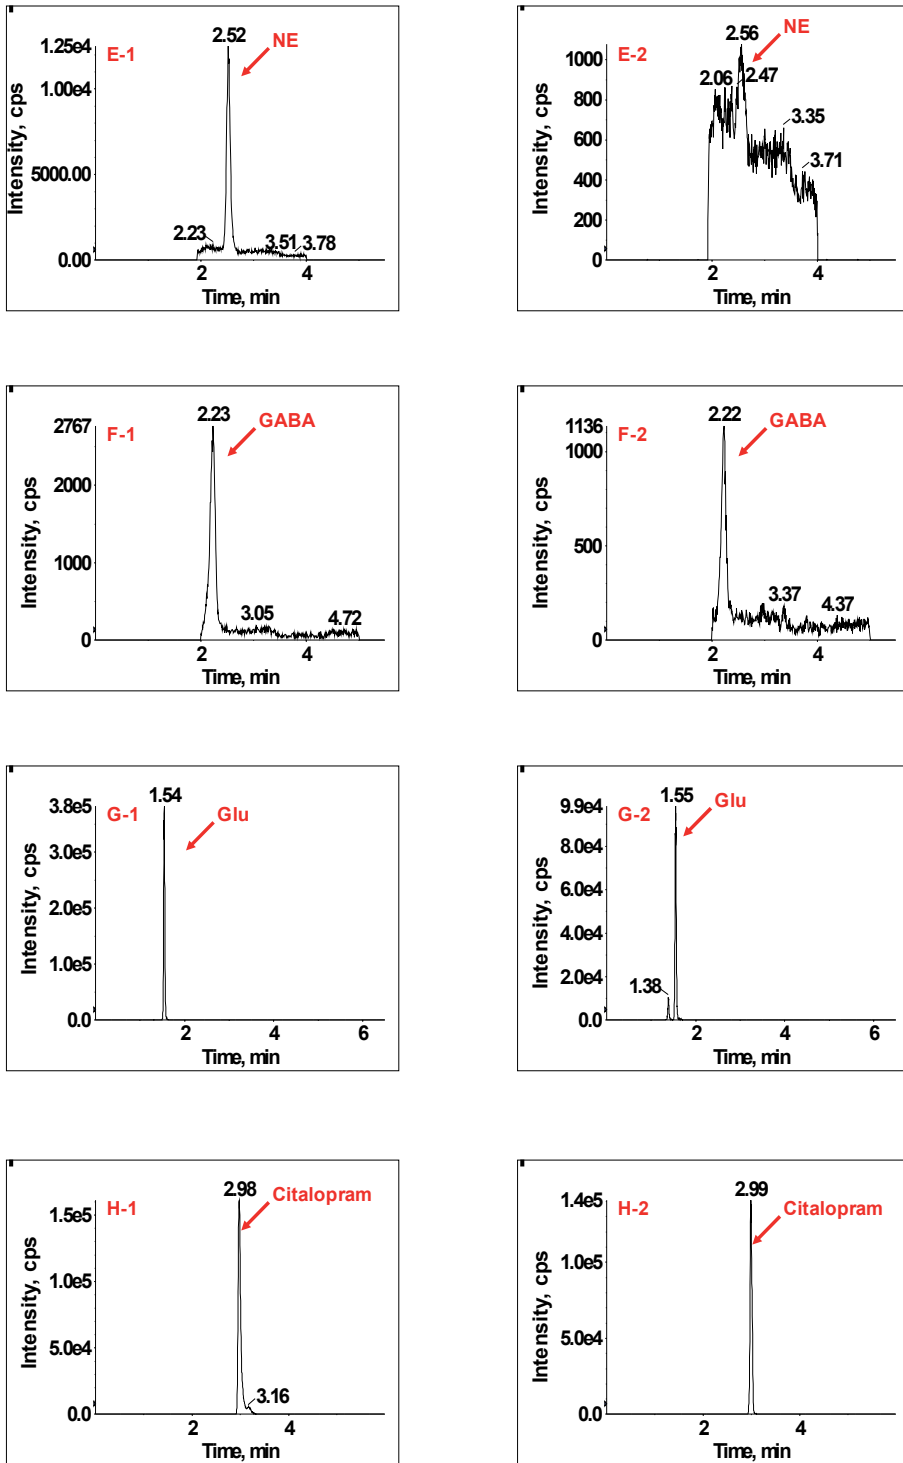 E-1
2.52
NE
1.25e4
1.00e4
5000.00
0.00
2.23
3.51
3.78
2
4
Intensity, cps
Time, min
E-2
2.56
NE
1000
800
600
400
200
0
2.06
2.47
3.35
3.71
2
4
Intensity, cps
Time, min
F-1
2.23
GABA
2767
2000
1000
0
3.05
4.72
2
4
Intensity, cps
Time, min
F-2
2.22
GABA
1136
1000
500
0
3.37
4.37
2
4
Intensity, cps
Time, min
G-1
1.54
Glu
3.8e5
3.0e5
2.0e5
1.0e5
0.0
2
4
6
Intensity, cps
Time, min
G-2
1.55
Glu
9.9e4
8.0e4
6.0e4
4.0e4
2.0e4
0.0
1.38
2
4
6
Intensity, cps
Time, min
H-1
2.98
Citalopram
1.5e5
1.0e5
5.0e4
0.0
3.16
2
4
Intensity, cps
Time, min
H-2
2.99
Citalopram
1.4e5
1.0e5
5.0e4
0.0
2
4
Intensity, cps
Time, min